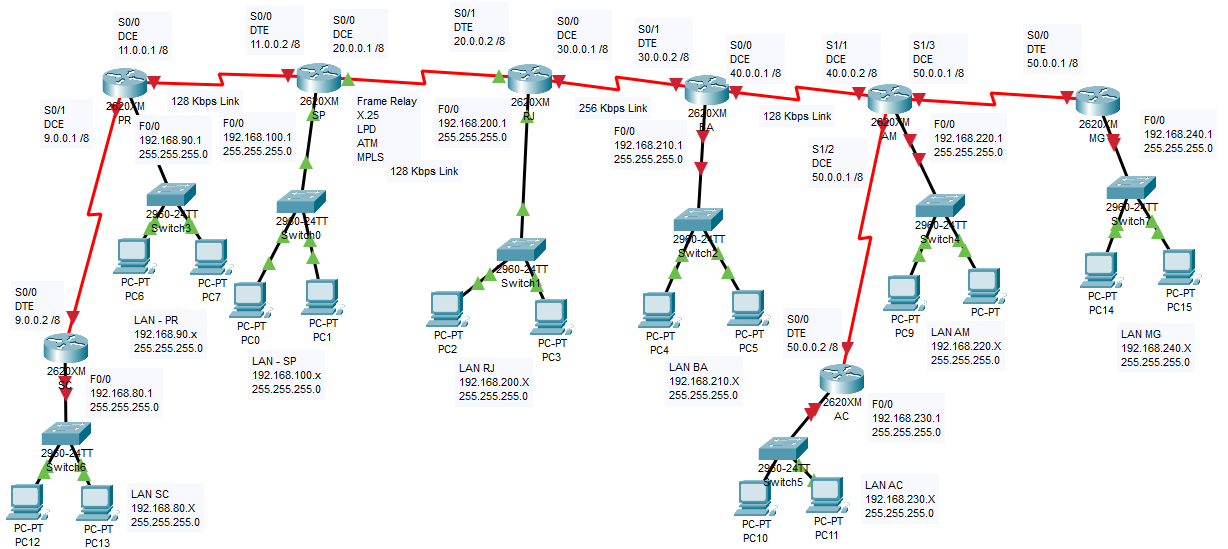 S0/0
DCE
11.0.0.1 /8
S0/0
DTE
11.0.0.2 /8
S0/0
DCE
20.0.0.1 /8
S0/1
DTE
20.0.0.2 /8
S0/0
DCE
30.0.0.1 /8
S0/1
DTE
30.0.0.2 /8
S0/0
DCE
40.0.0.1 /8
S1/1
DCE
40.0.0.2 /8
S1/3
DCE
50.0.0.1 /8
S0/0
DTE
50.0.0.1 /8
2620XM
PR
2620XM
SP
2620XM
RJ
2620XM
BA
2620XM
AM
2620XM
MG
128 Kbps Link
Frame Relay
X.25
LPD
ATM
MPLS
128 Kbps Link
256 Kbps Link
128 Kbps Link
S0/1
DCE
9.0.0.1 /8
F0/0
192.168.90.1
255.255.255.0
F0/0
192.168.100.1
255.255.255.0
F0/0
192.168.200.1
255.255.255.0
F0/0
192.168.210.1
255.255.255.0
S1/2
DCE
50.0.0.1 /8
F0/0
192.168.220.1
255.255.255.0
F0/0
192.168.240.1
255.255.255.0
2960-24TT
Switch3
2960-24TT
Switch0
2960-24TT
Switch1
2960-24TT
Switch2
2960-24TT
Switch4
2960-24TT
Switch7
PC-PT
PC6
PC-PT
PC7
PC-PT
PC0
PC-PT
PC1
PC-PT
PC2
PC-PT
PC3
PC-PT
PC4
PC-PT
PC5
PC-PT
PC9
PC-PT
PC-PT
PC14
PC-PT
PC15
S0/0
DTE
9.0.0.2 /8
LAN - PR
192.168.90.x
255.255.255.0
LAN - SP
192.168.100.x
255.255.255.0
LAN RJ
192.168.200.X
255.255.255.0
LAN BA
192.168.210.X
255.255.255.0
S0/0
DTE
50.0.0.2 /8
LAN AM
192.168.220.X
255.255.255.0
LAN MG
192.168.240.X
255.255.255.0
2620XM
SC
F0/0
192.168.80.1
255.255.255.0
2620XM
AC
F0/0
192.168.230.1
255.255.255.0
2960-24TT
Switch6
2960-24TT
Switch5
PC-PT
PC12
PC-PT
PC13
LAN SC
192.168.80.X
255.255.255.0
PC-PT
PC10
PC-PT
PC11
LAN AC
192.168.230.X
255.255.255.0